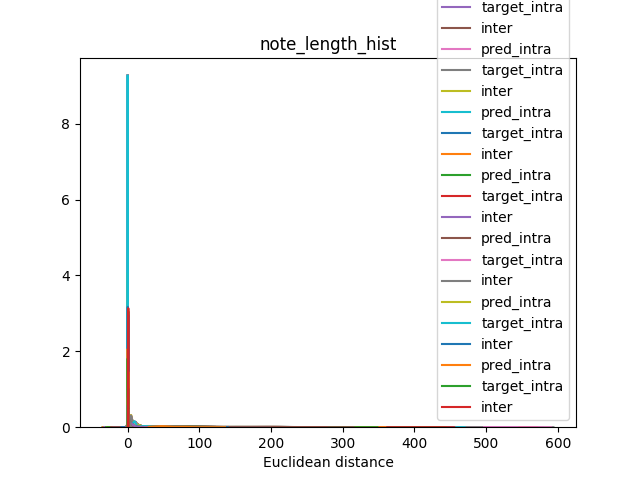 note_length_hist
target_intra
inter
pred_intra
target_intra
inter
pred_intra
target_intra
inter
pred_intra
target_intra
inter
pred_intra
target_intra
inter
pred_intra
target_intra
inter
pred_intra
target_intra
inter
8
6
4
2
0
0 100 200 300 400 500 600
Euclidean distance